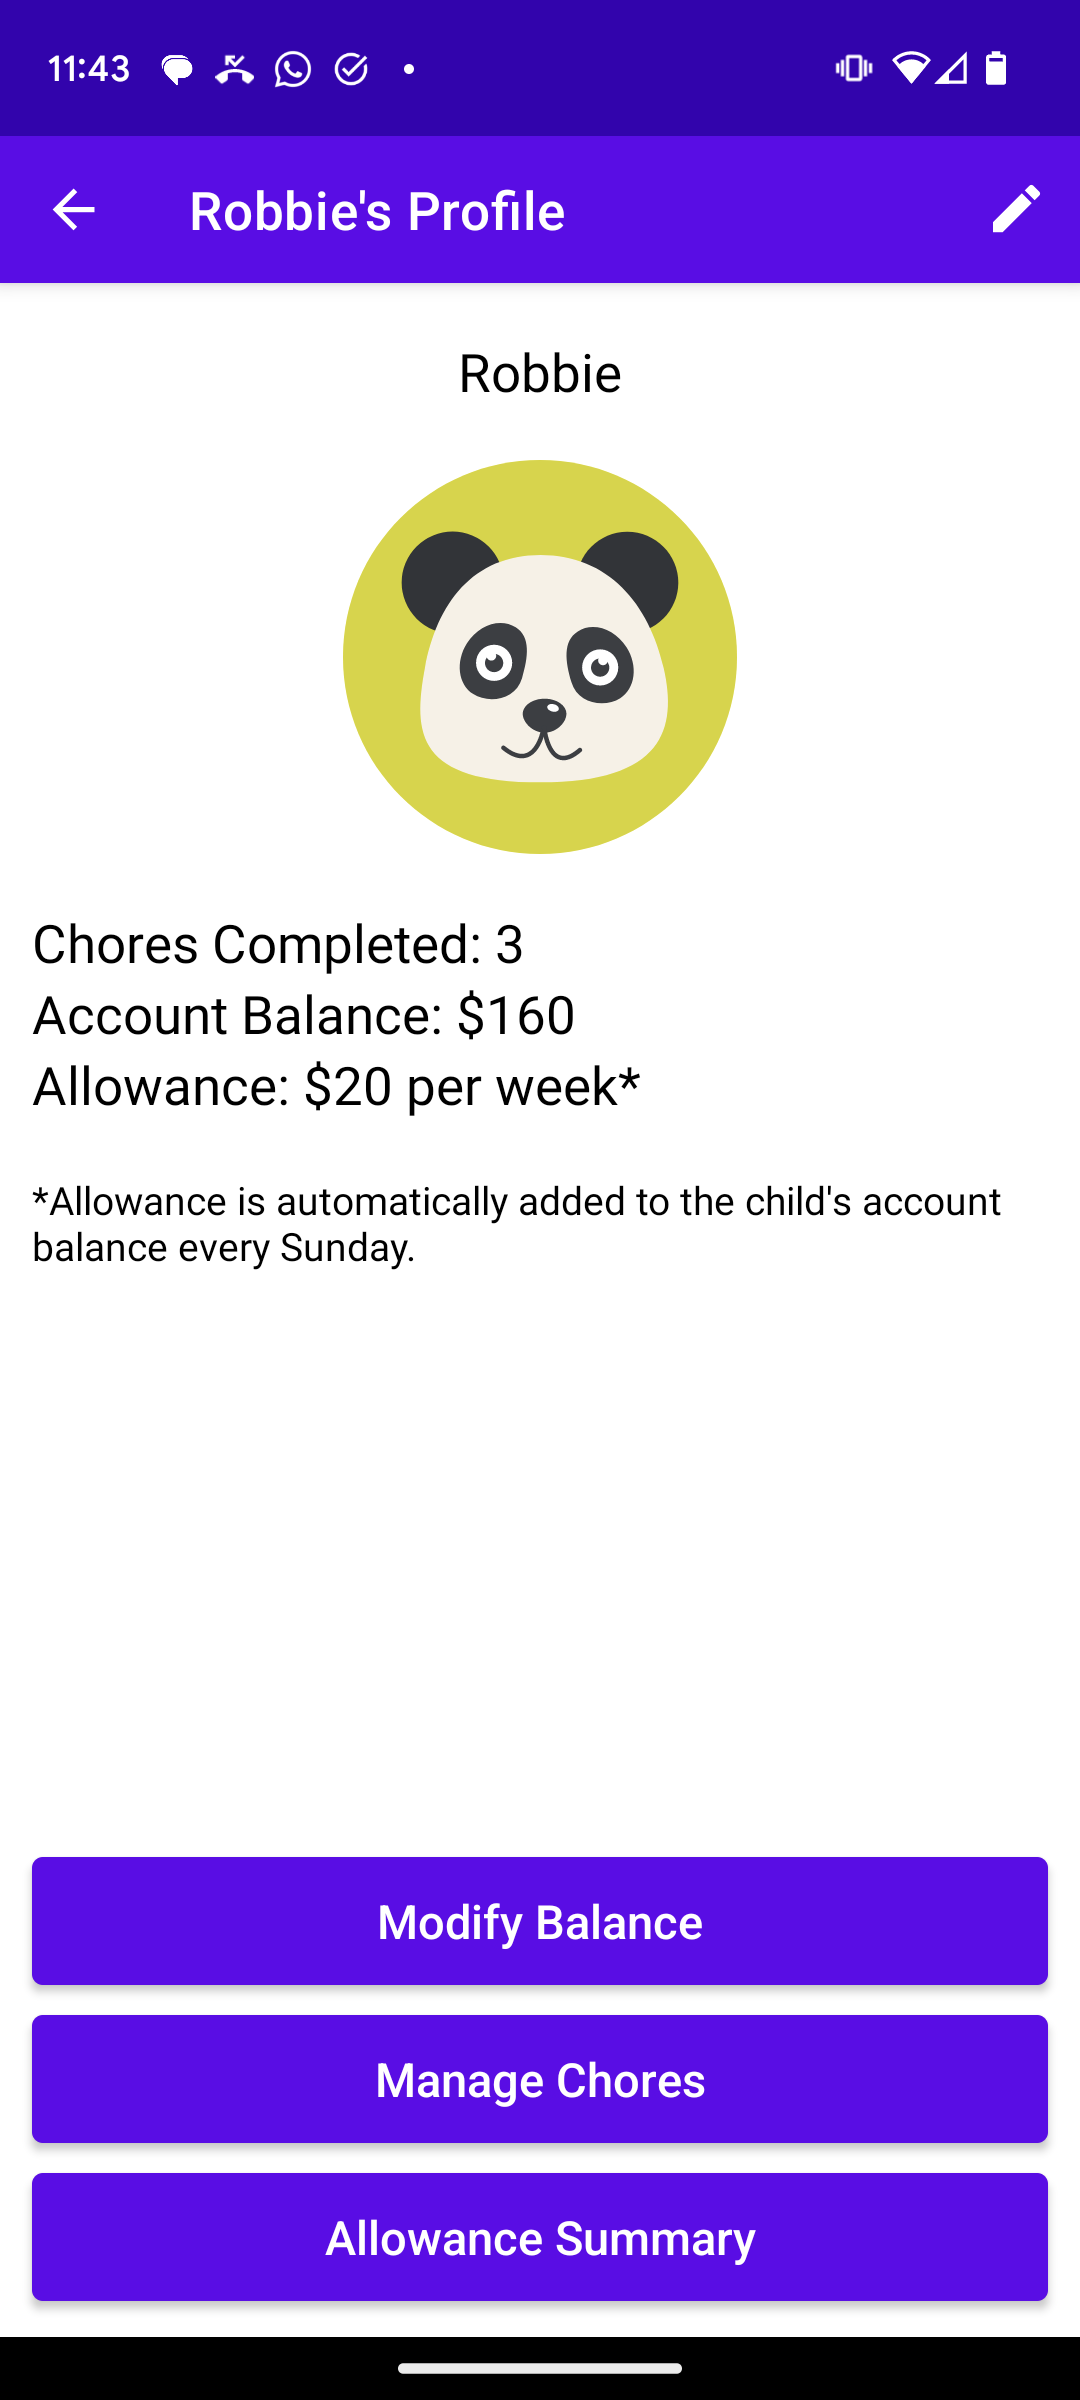 11:43
Robbie's Profile
Robbie
Chores Completed: 3
Account Balance: $160
Allowance: $20 per week*
*Allowance is automatically added to the child's account
balance every Sunday.
Modify Balance
Manage Chores
Allowance Summary